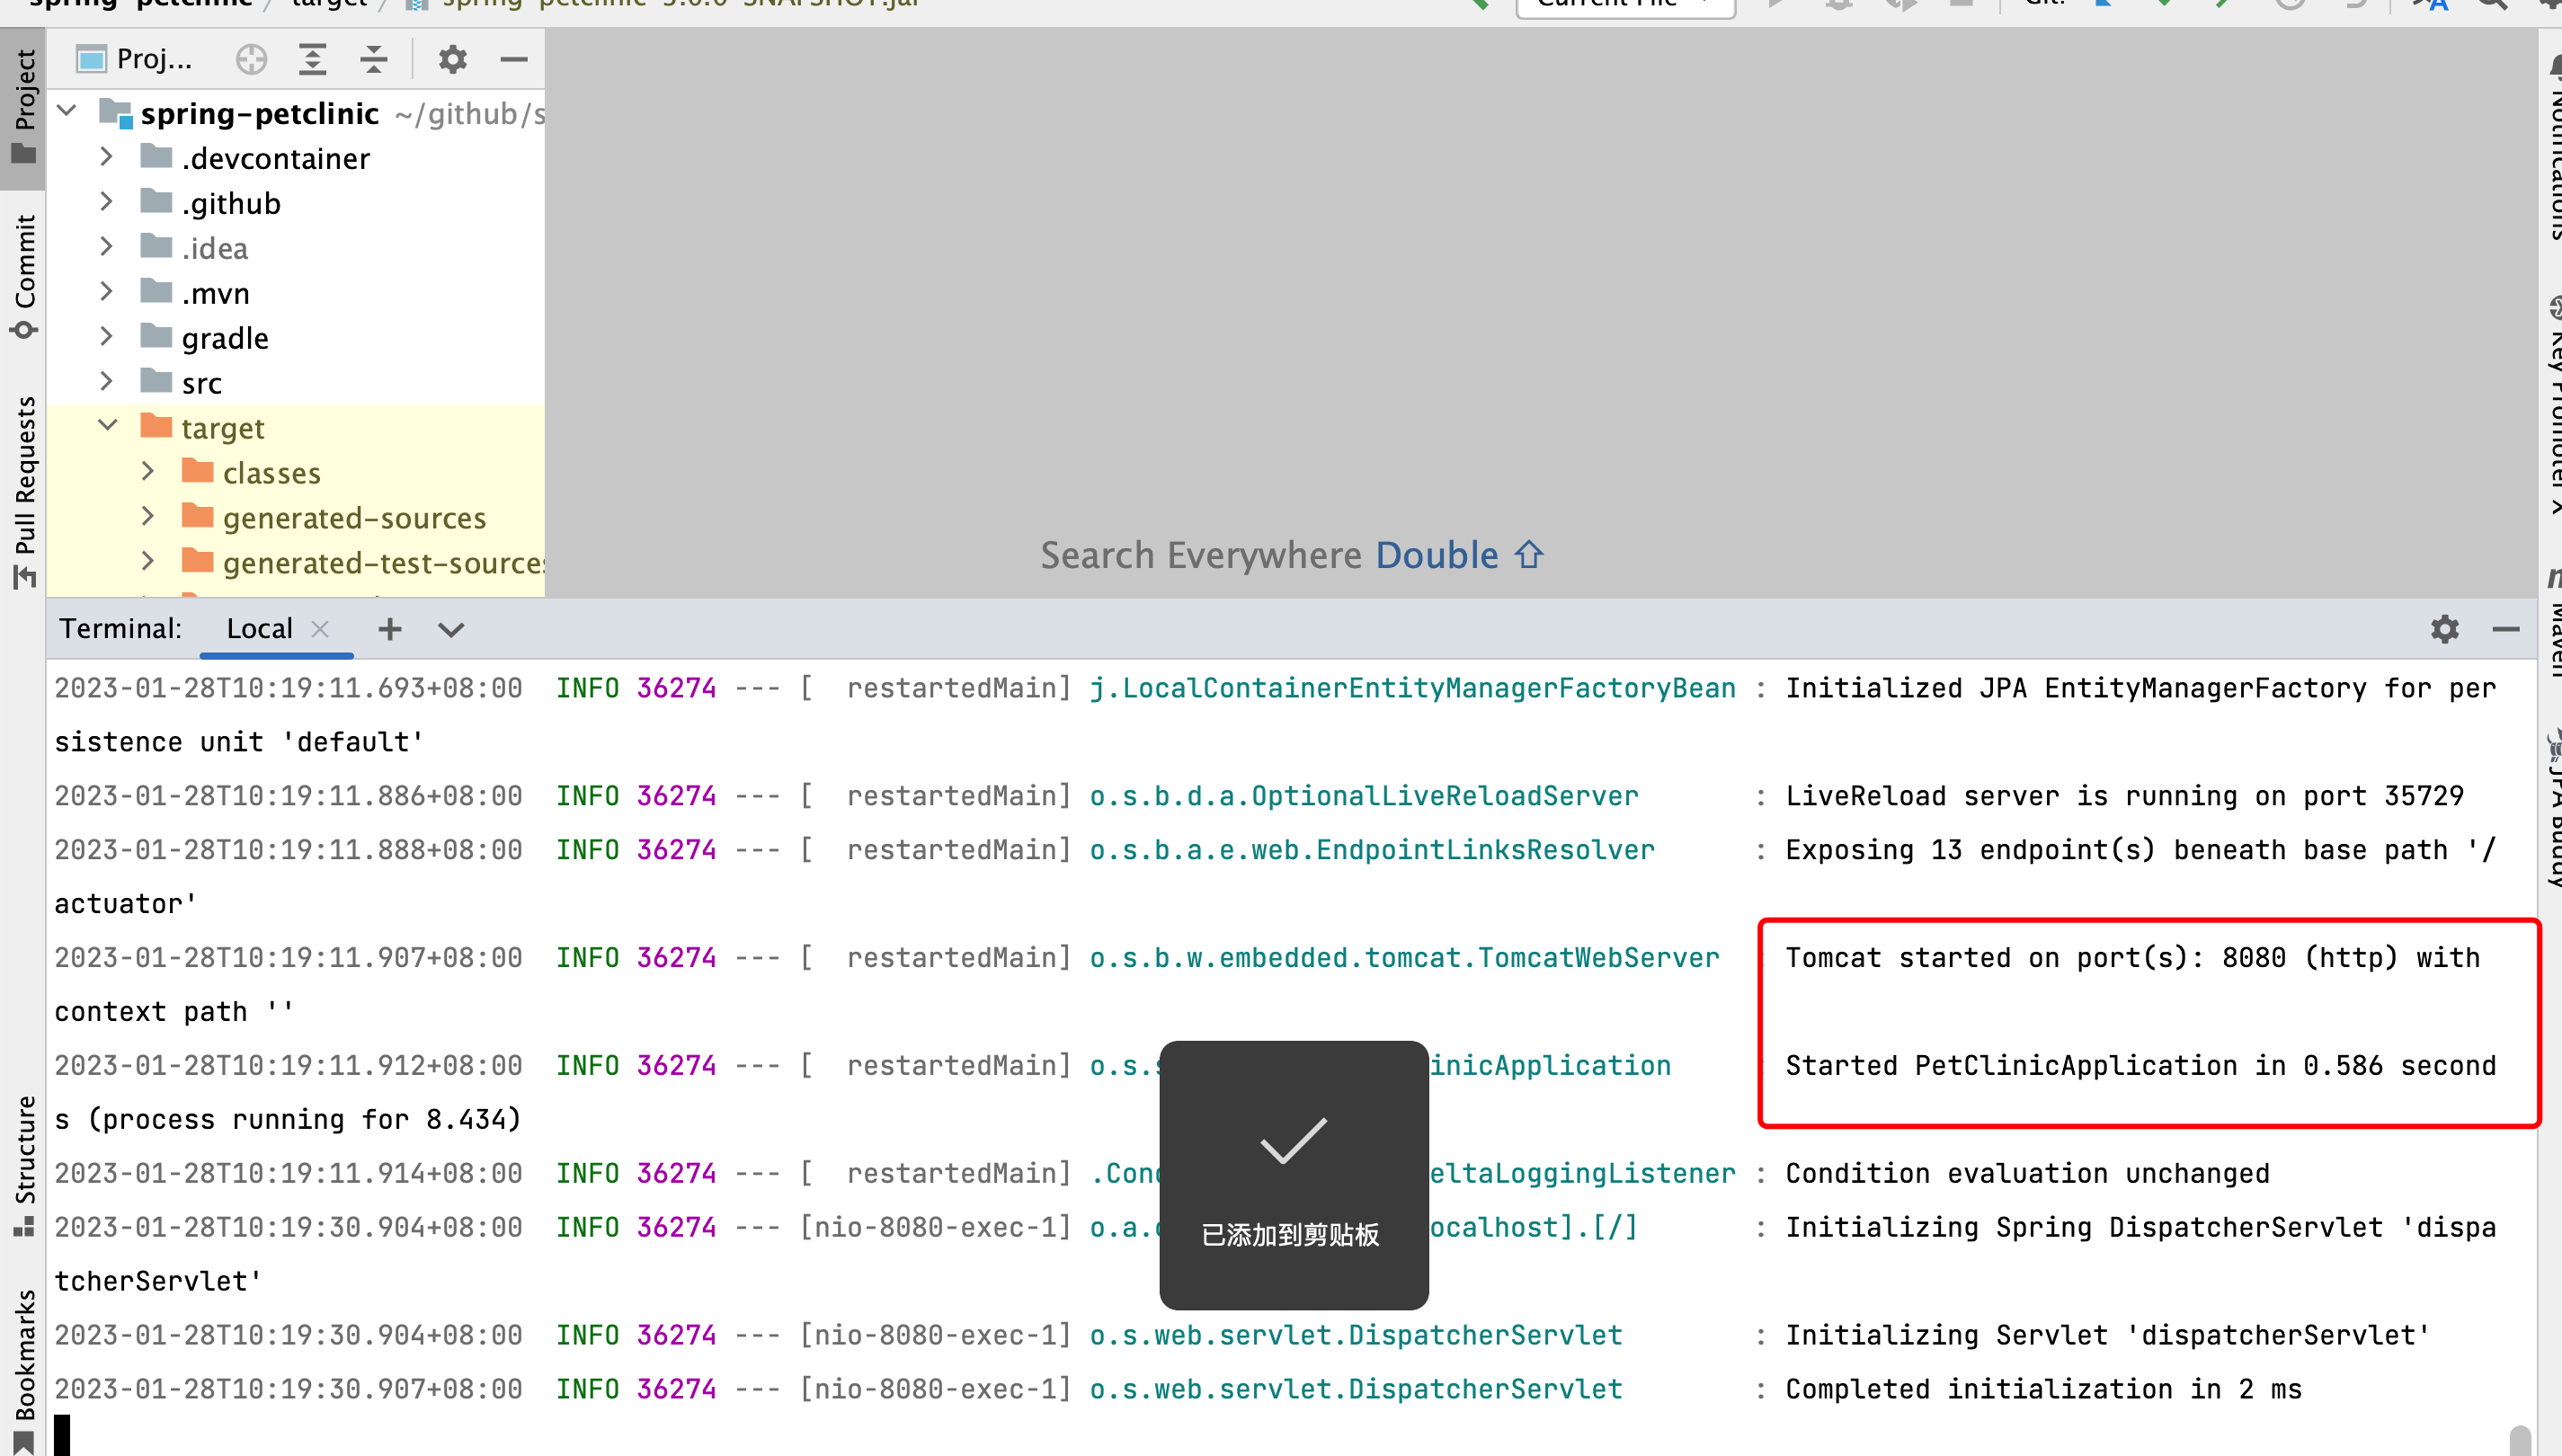 spring-petclinic / target / spring-petclinic-3.0.0-SNAPSHOT.jar
Current File
Git:
Project
Commit
Pull Requests
Structure
Bookmarks
Proj...
spring-petclinic ~/github/s
.devcontainer
.github
.idea
.mvn
gradle
src
target
classes
generated-sources
generated-test-sources
Search Everywhere Double ⇧
Notifications
Key Promoter X
Maven
JPA Buddy
Terminal: Local
2023-01-28T10:19:11.693+08:00 INFO 36274 --- [ restartedMain] j.LocalContainerEntityManagerFactoryBean : Initialized JPA EntityManagerFactory for per
sistence unit 'default'
2023-01-28T10:19:11.886+08:00 INFO 36274 --- [ restartedMain] o.s.b.d.a.OptionalLiveReloadServer : LiveReload server is running on port 35729
2023-01-28T10:19:11.888+08:00 INFO 36274 --- [ restartedMain] o.s.b.a.e.web.EndpointLinksResolver : Exposing 13 endpoint(s) beneath base path '/
actuator'
2023-01-28T10:19:11.907+08:00 INFO 36274 --- [ restartedMain] o.s.b.w.embedded.tomcat.TomcatWebServer : Tomcat started on port(s): 8080 (http) with
context path ''
2023-01-28T10:19:11.912+08:00 INFO 36274 --- [ restartedMain] o.s.s inicApplication : Started PetClinicApplication in 0.586 second
s (process running for 8.434)
2023-01-28T10:19:11.914+08:00 INFO 36274 --- [ restartedMain] .Cond eltaLoggingListener : Condition evaluation unchanged
2023-01-28T10:19:30.904+08:00 INFO 36274 --- [nio-8080-exec-1] o.a.c ocalhost].[/] : Initializing Spring DispatcherServlet 'dispa
tcherServlet'
2023-01-28T10:19:30.904+08:00 INFO 36274 --- [nio-8080-exec-1] o.s.web.servlet.DispatcherServlet : Initializing Servlet 'dispatcherServlet'
2023-01-28T10:19:30.907+08:00 INFO 36274 --- [nio-8080-exec-1] o.s.web.servlet.DispatcherServlet : Completed initialization in 2 ms
已添加到剪贴板